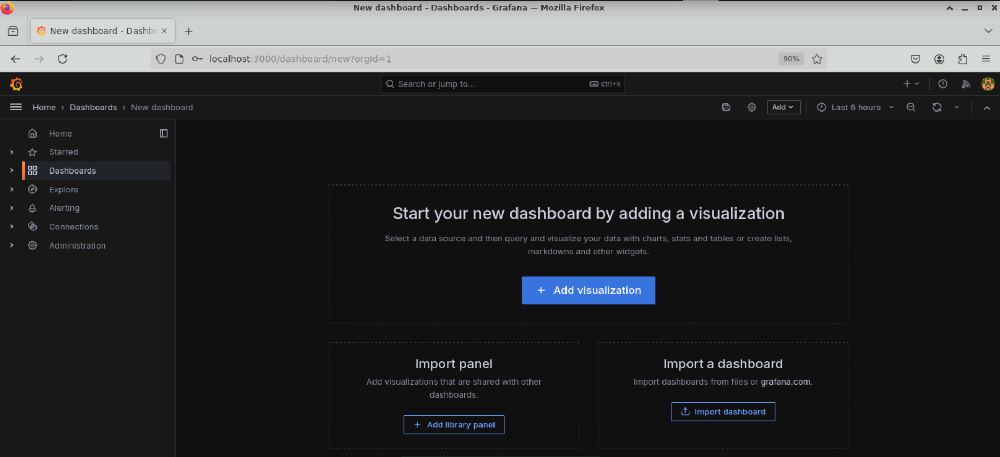 New dashboard - Dashboards - Grafana — Mozilla Firefox
New dashboard - Dashbo
localhost:3000/dashboard/new?orgId=1
90%
Search or jump to...
ctrl+k
Home › Dashboards › New dashboard
Add
Last 6 hours
Home
Starred
Dashboards
Explore
Alerting
Connections
Administration
Start your new dashboard by adding a visualization
Select a data source and then query and visualize your data with charts, stats and tables or create lists,
markdowns and other widgets.
+ Add visualization
Import panel
Add visualizations that are shared with other
dashboards.
+ Add library panel
Import a dashboard
Import dashboards from files or grafana.com.
Import dashboard